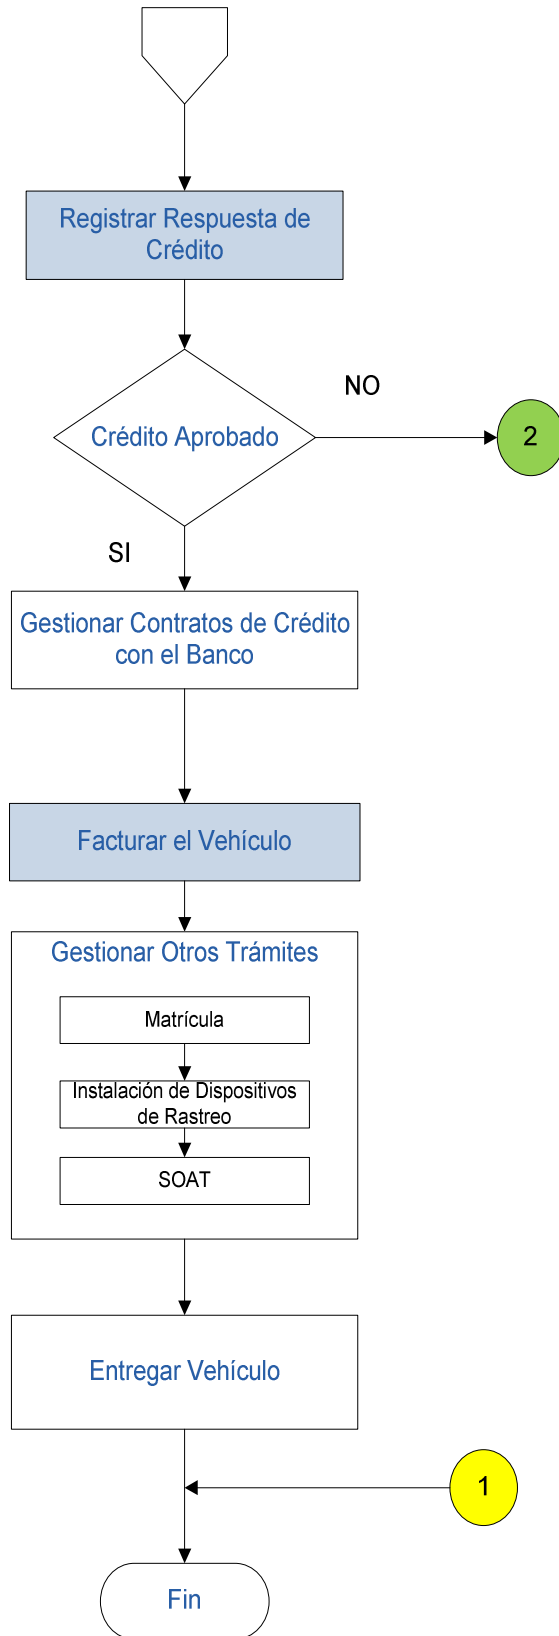 Registrar Respuesta de
Crédito
NO
Crédito Aprobado
2
SI
Gestionar Contratos de Crédito
con el Banco
Facturar el Vehículo
Gestionar Otros Trámites
Matrícula
Instalación de Dispositivos
de Rastreo
SOAT
Entregar Vehículo
1
Fin